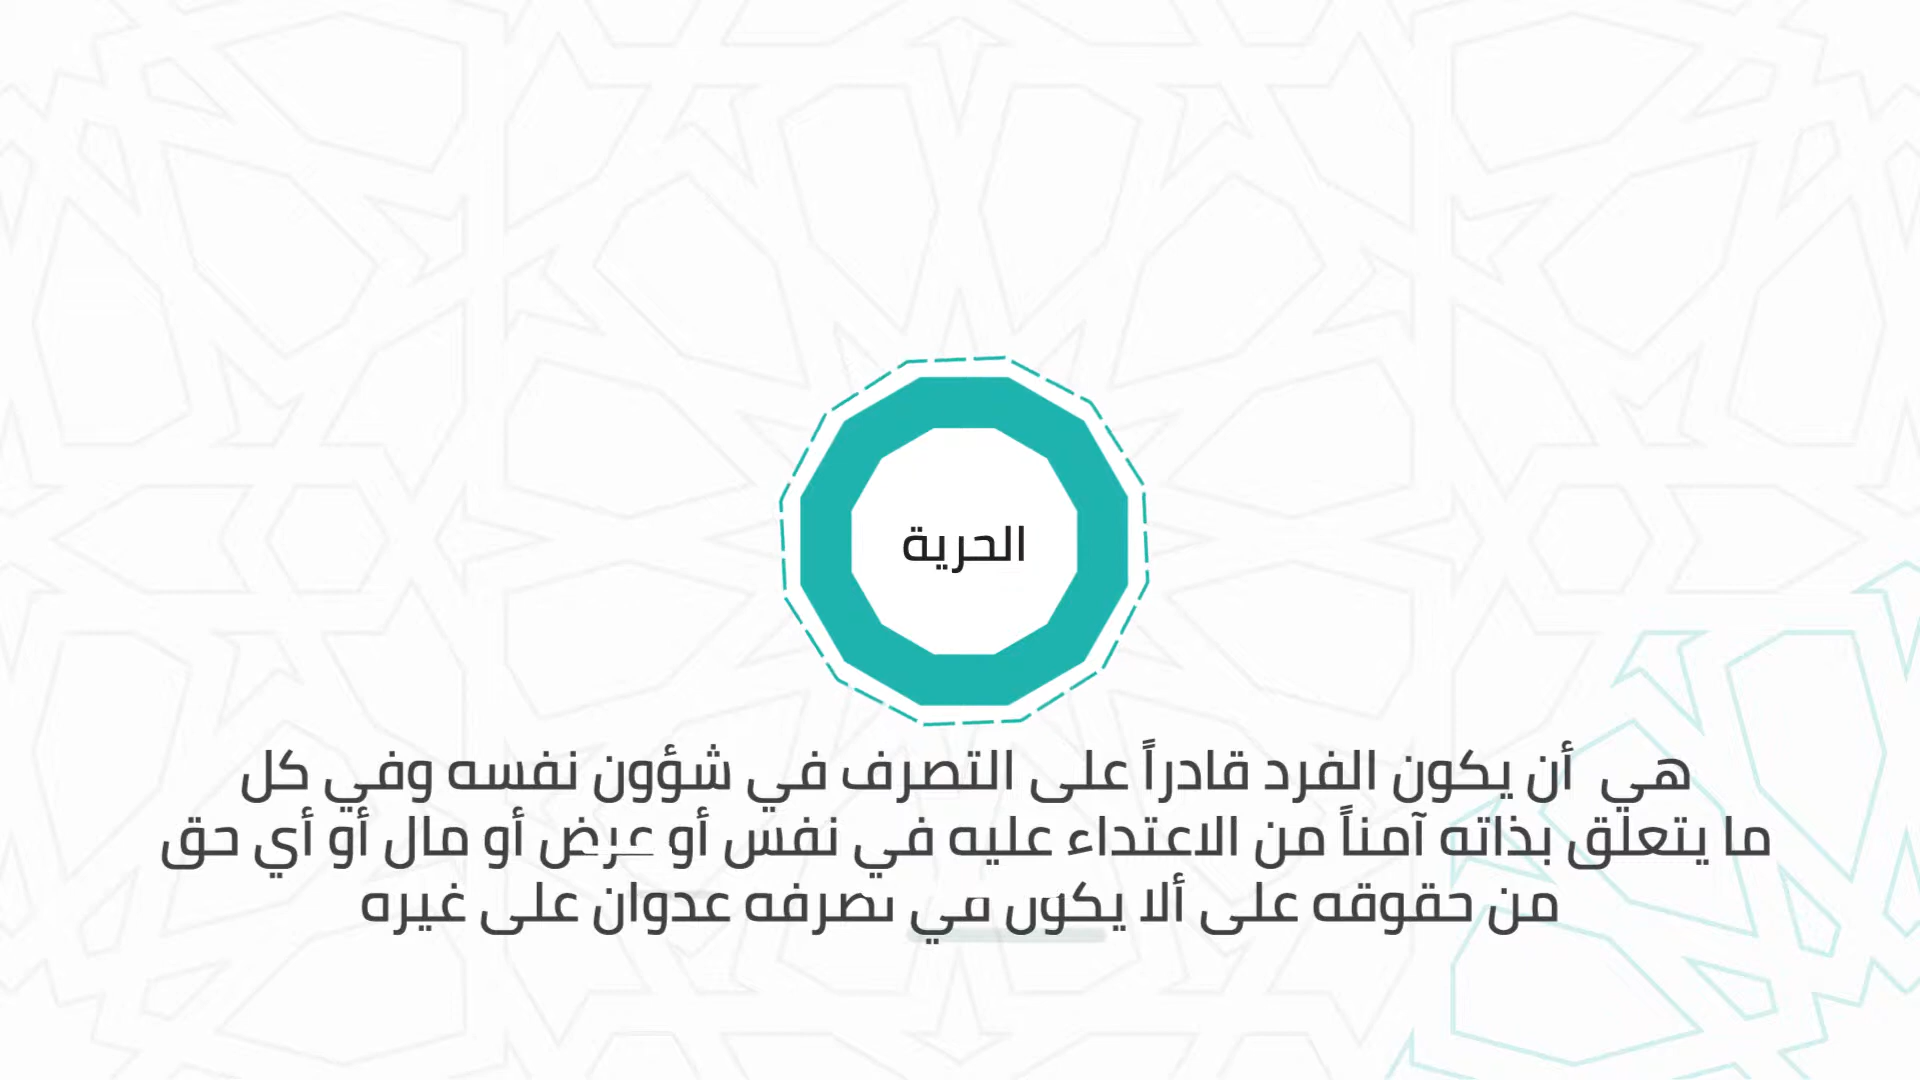 الحرية
هي أن يكون الفرد قادراً على التصرف في شؤون نفسه وفي كل
ما يتعلق بذاته آمناً من الاعتداء عليه في نفس أو عرض أو مال أو أي حق
من حقوقه على ألا يكون في تصرفه عدوان على غيره